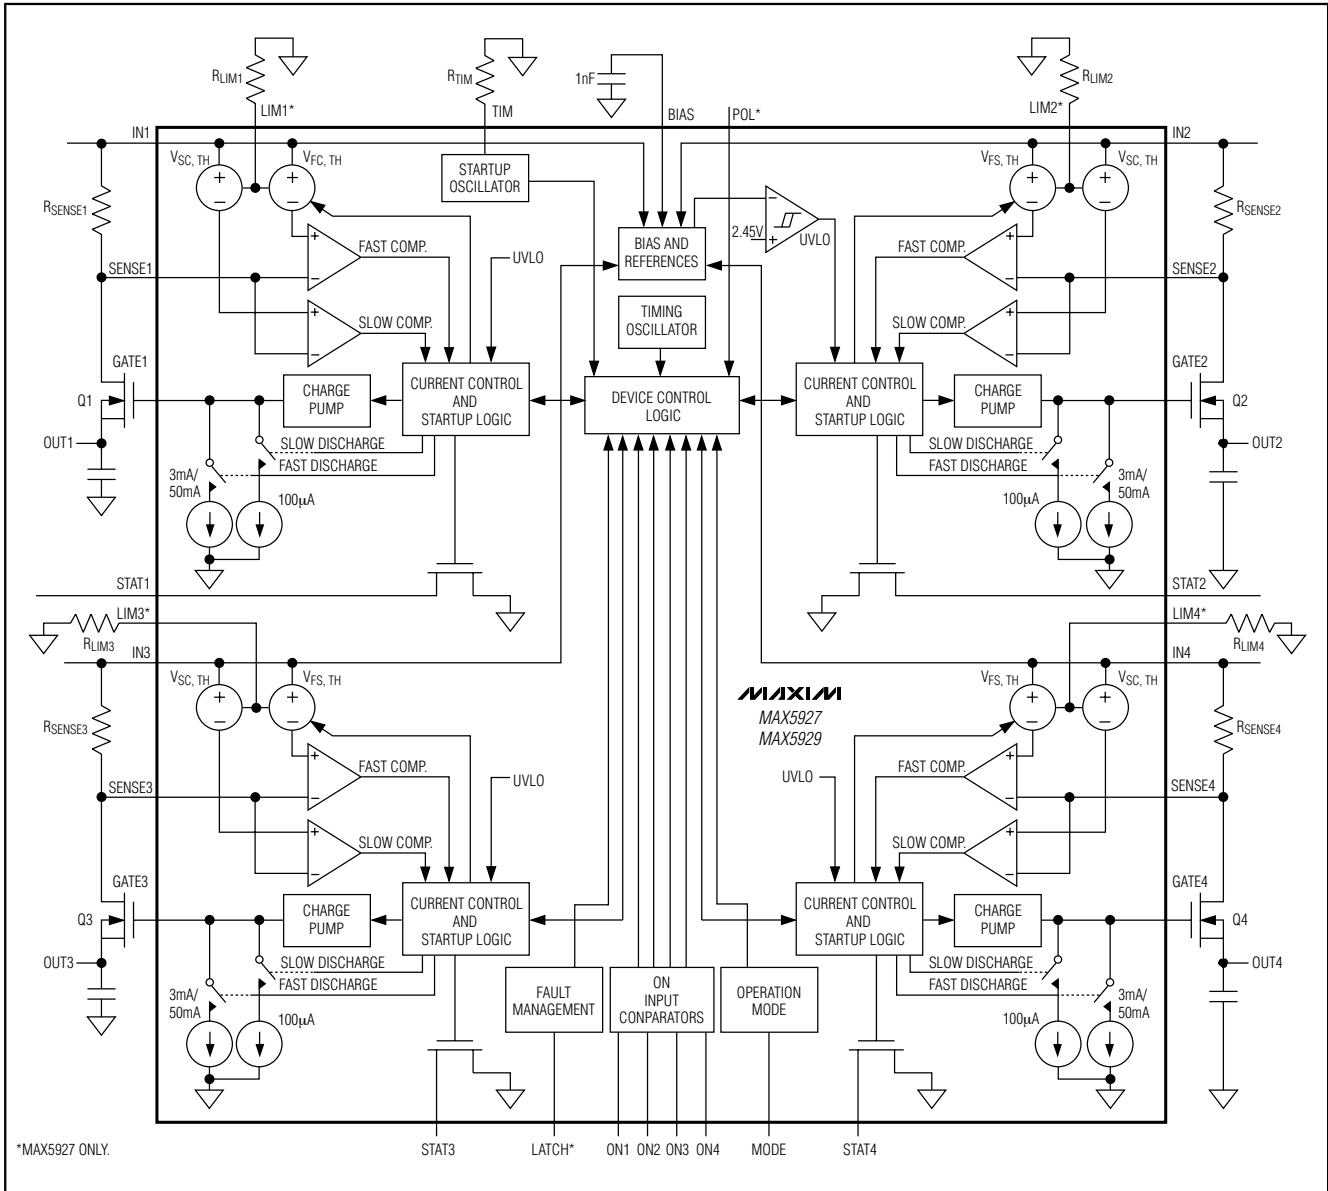 RLIM1
LIM1*
RTIM
TIM
1nF
BIAS
POL*
RLIM2
LIM2*
IN1
IN2
VSC, TH
VFC, TH
STARTUP
OSCILLATOR
VFS, TH
VSC, TH
RSENSE1
RSENSE2
BIAS AND
REFERENCES
2.45V
UVLO
FAST COMP.
UVLO
FAST COMP.
SENSE1
SENSE2
TIMING
OSCILLATOR
SLOW COMP.
SLOW COMP.
GATE1
GATE2
Q1
CHARGE
PUMP
CURRENT CONTROL
AND
STARTUP LOGIC
DEVICE CONTROL
LOGIC
CURRENT CONTROL
AND
STARTUP LOGIC
CHARGE
PUMP
Q2
OUT1
SLOW DISCHARGE
SLOW DISCHARGE
OUT2
FAST DISCHARGE
FAST DISCHARGE
3mA/
50mA
100μA
100μA
3mA/
50mA
STAT1
STAT2
LIM3*
LIM4*
RLIM3
RLIM4
IN3
IN4
VSC, TH
VFS, TH
VFS, TH
VSC, TH
MAXIM
MAX5927
MAX5929
RSENSE3
RSENSE4
FAST COMP.
UVLO
UVLO
FAST COMP.
SENSE3
SENSE4
SLOW COMP.
SLOW COMP.
GATE3
GATE4
Q3
CHARGE
PUMP
CURRENT CONTROL
AND
STARTUP LOGIC
CURRENT CONTROL
AND
STARTUP LOGIC
CHARGE
PUMP
Q4
OUT3
SLOW DISCHARGE
SLOW DISCHARGE
OUT4
FAST DISCHARGE
FAST DISCHARGE
3mA/
50mA
100μA
FAULT
MANAGEMENT
ON
INPUT
CONPARATORS
OPERATION
MODE
100μA
3mA/
50mA
*MAX5927 ONLY.
STAT3
LATCH*
ON1
ON2
ON3
ON4
MODE
STAT4